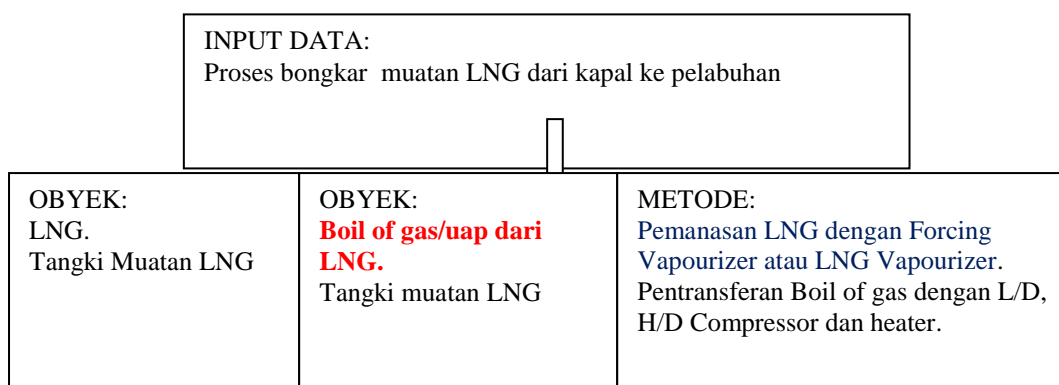 INPUT DATA:
Proses bongkar muatan LNG dari kapal ke pelabuhan
OBYEK:
LNG.
Tangki Muatan LNG
OBYEK:
Boil of gas/uap dari
LNG.
Tangki muatan LNG
METODE:
Pemanasan LNG dengan Forcing
Vapourizer atau LNG Vapourizer.
Pentransferan Boil of gas dengan L/D,
H/D Compressor dan heater.